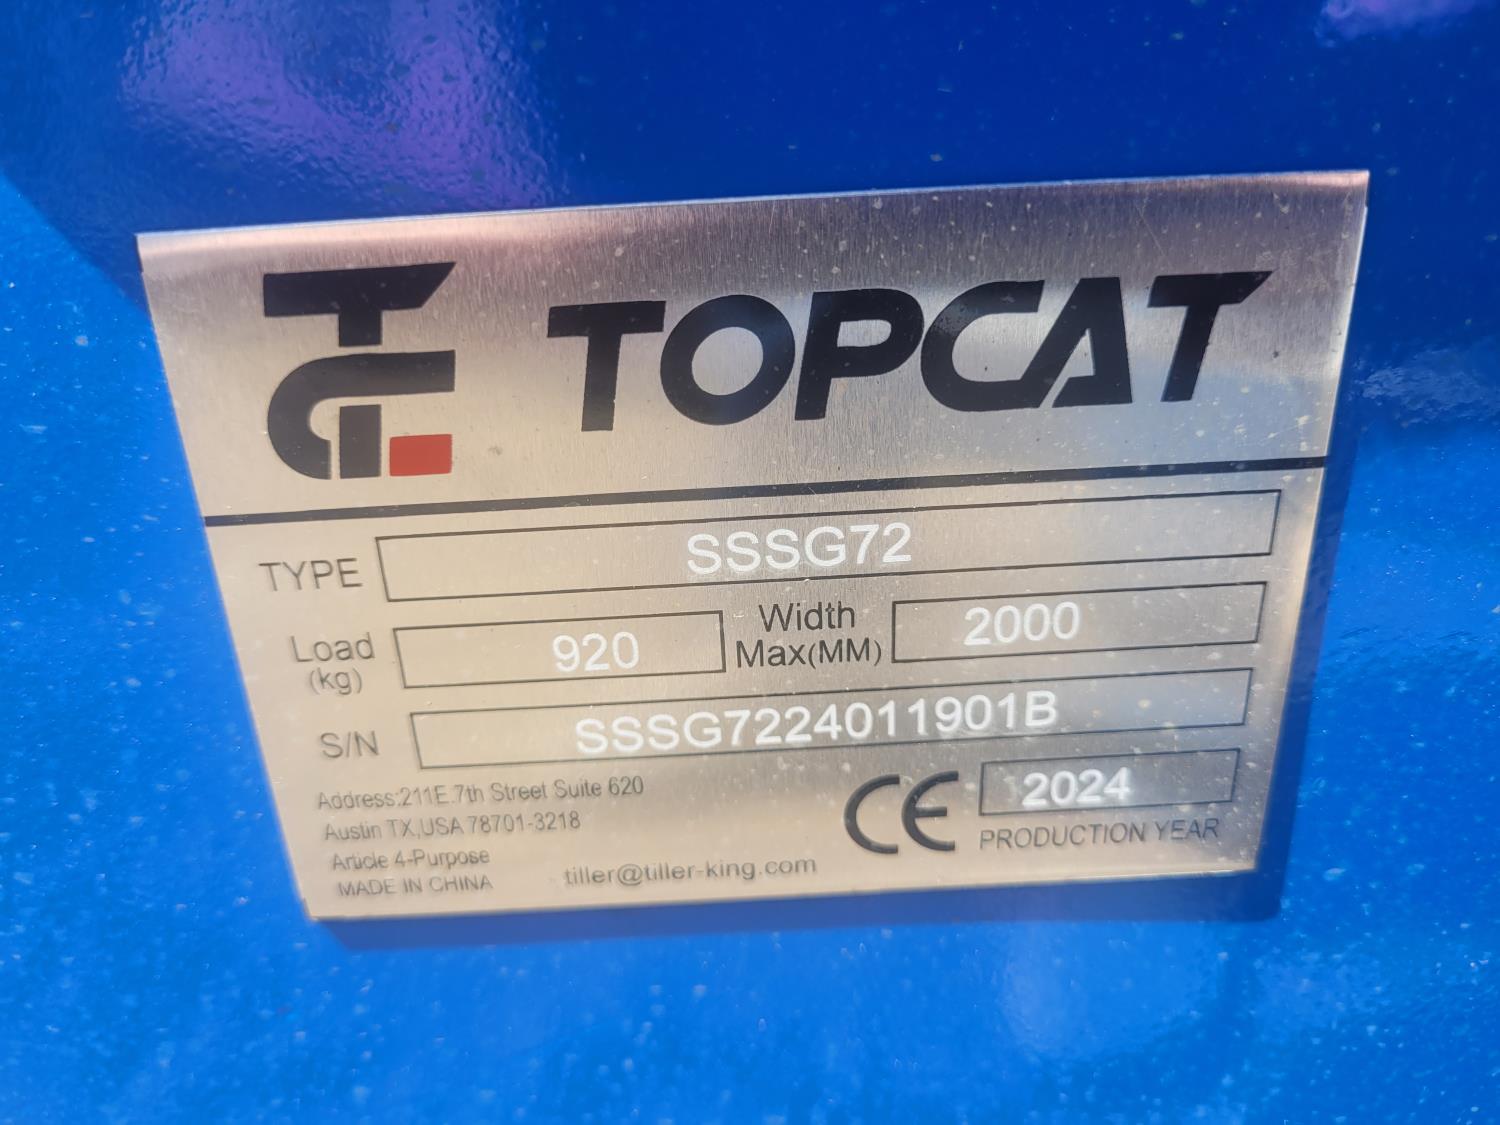 TOPCAT
TYPE SSSG72
Load (kg) 920 Width Max(MM) 2000
S/N SSSG7224011901B
Address:211E.7th Street Suite 620
Austin TX,USA 78701-3218
Article 4-Purpose
MADE IN CHINA
tiller@tiller-king.com
CE 2024
PRODUCTION YEAR